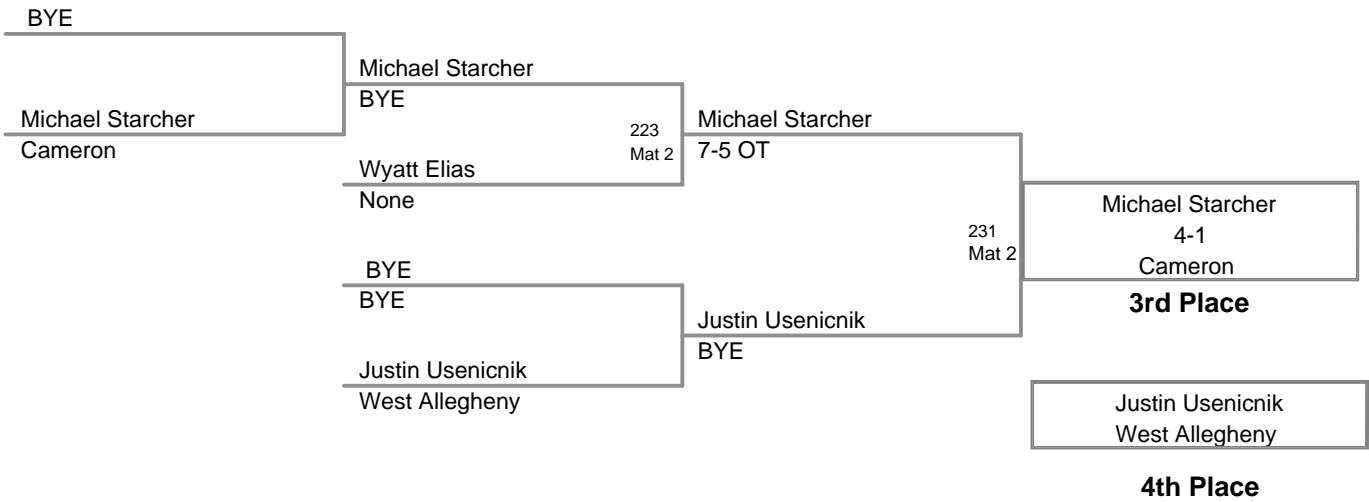 BYE
Michael Starcher
Cameron
Michael Starcher
BYE
Wyatt Elias
None
223
Mat 2
BYE
BYE
Justin Usenicnik
West Allegheny
Michael Starcher
7-5 OT
Justin Usenicnik
BYE
231
Mat 2
Michael Starcher
4-1
Cameron
3rd Place
Justin Usenicnik
West Allegheny
4th Place